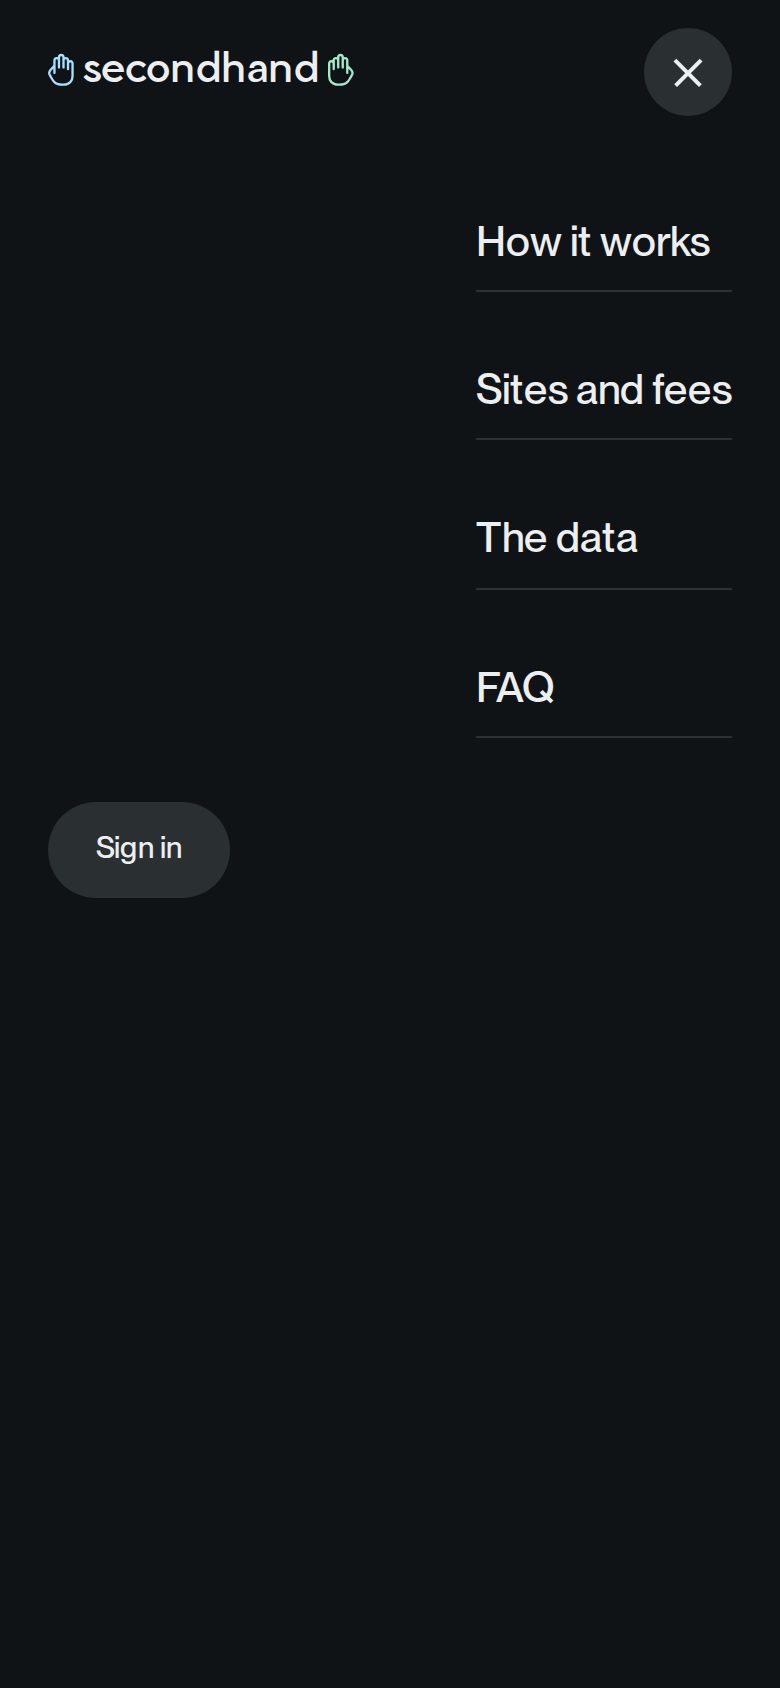 secondhand
How it works
Sites and fees
The data
FAQ
Sign in